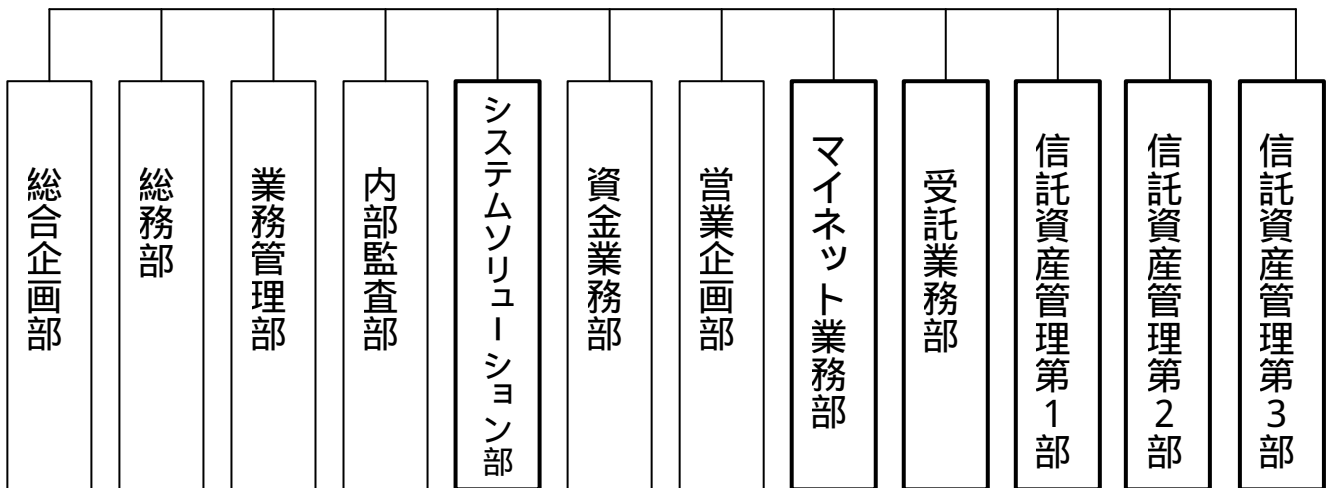 総合企画部
総務部
業務管理部
内部監査部
システムソリューション部
資金業務部
営業企画部
マイネット業務部
受託業務部
信託資産管理第1部
信託資産管理第2部
信託資産管理第3部